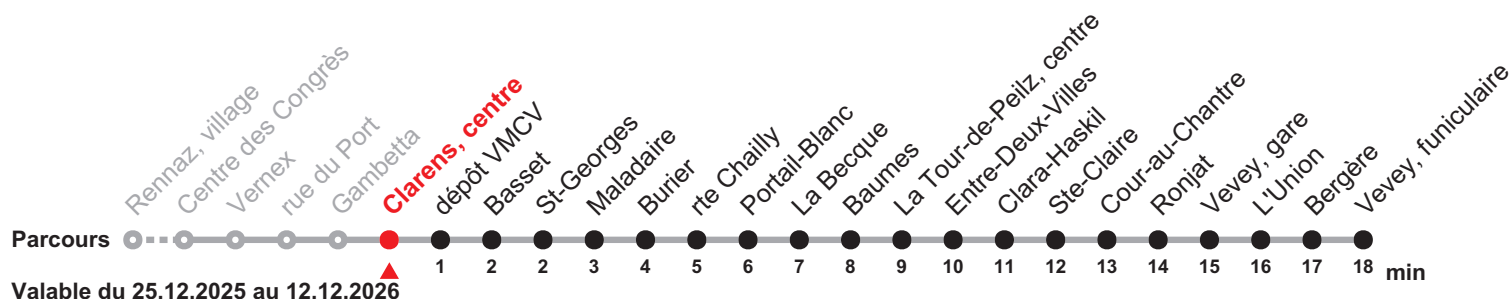 Rennaz, village
Centre des Congrès
Vernex
rue du Port
Gambetta
Clarens, centre
dépôt VMCV
Basset
St-Georges
Maladaire
Burier
rte Chailly
Portail-Blanc
La Becque
Baumes
La Tour-de-Peilz, centre
Entre-Deux-Villes
Clara-Haskil
Ste-Claire
Cour-au-Chantre
Ronjat
Vevey, gare
L'Union
Bergère
Vevey, funiculaire
Parcours
1 2 2 3 4 5 6 7 8 9 10 11 12 13 14 15 16 17 18 min
Valable du 25.12.2025 au 12.12.2026